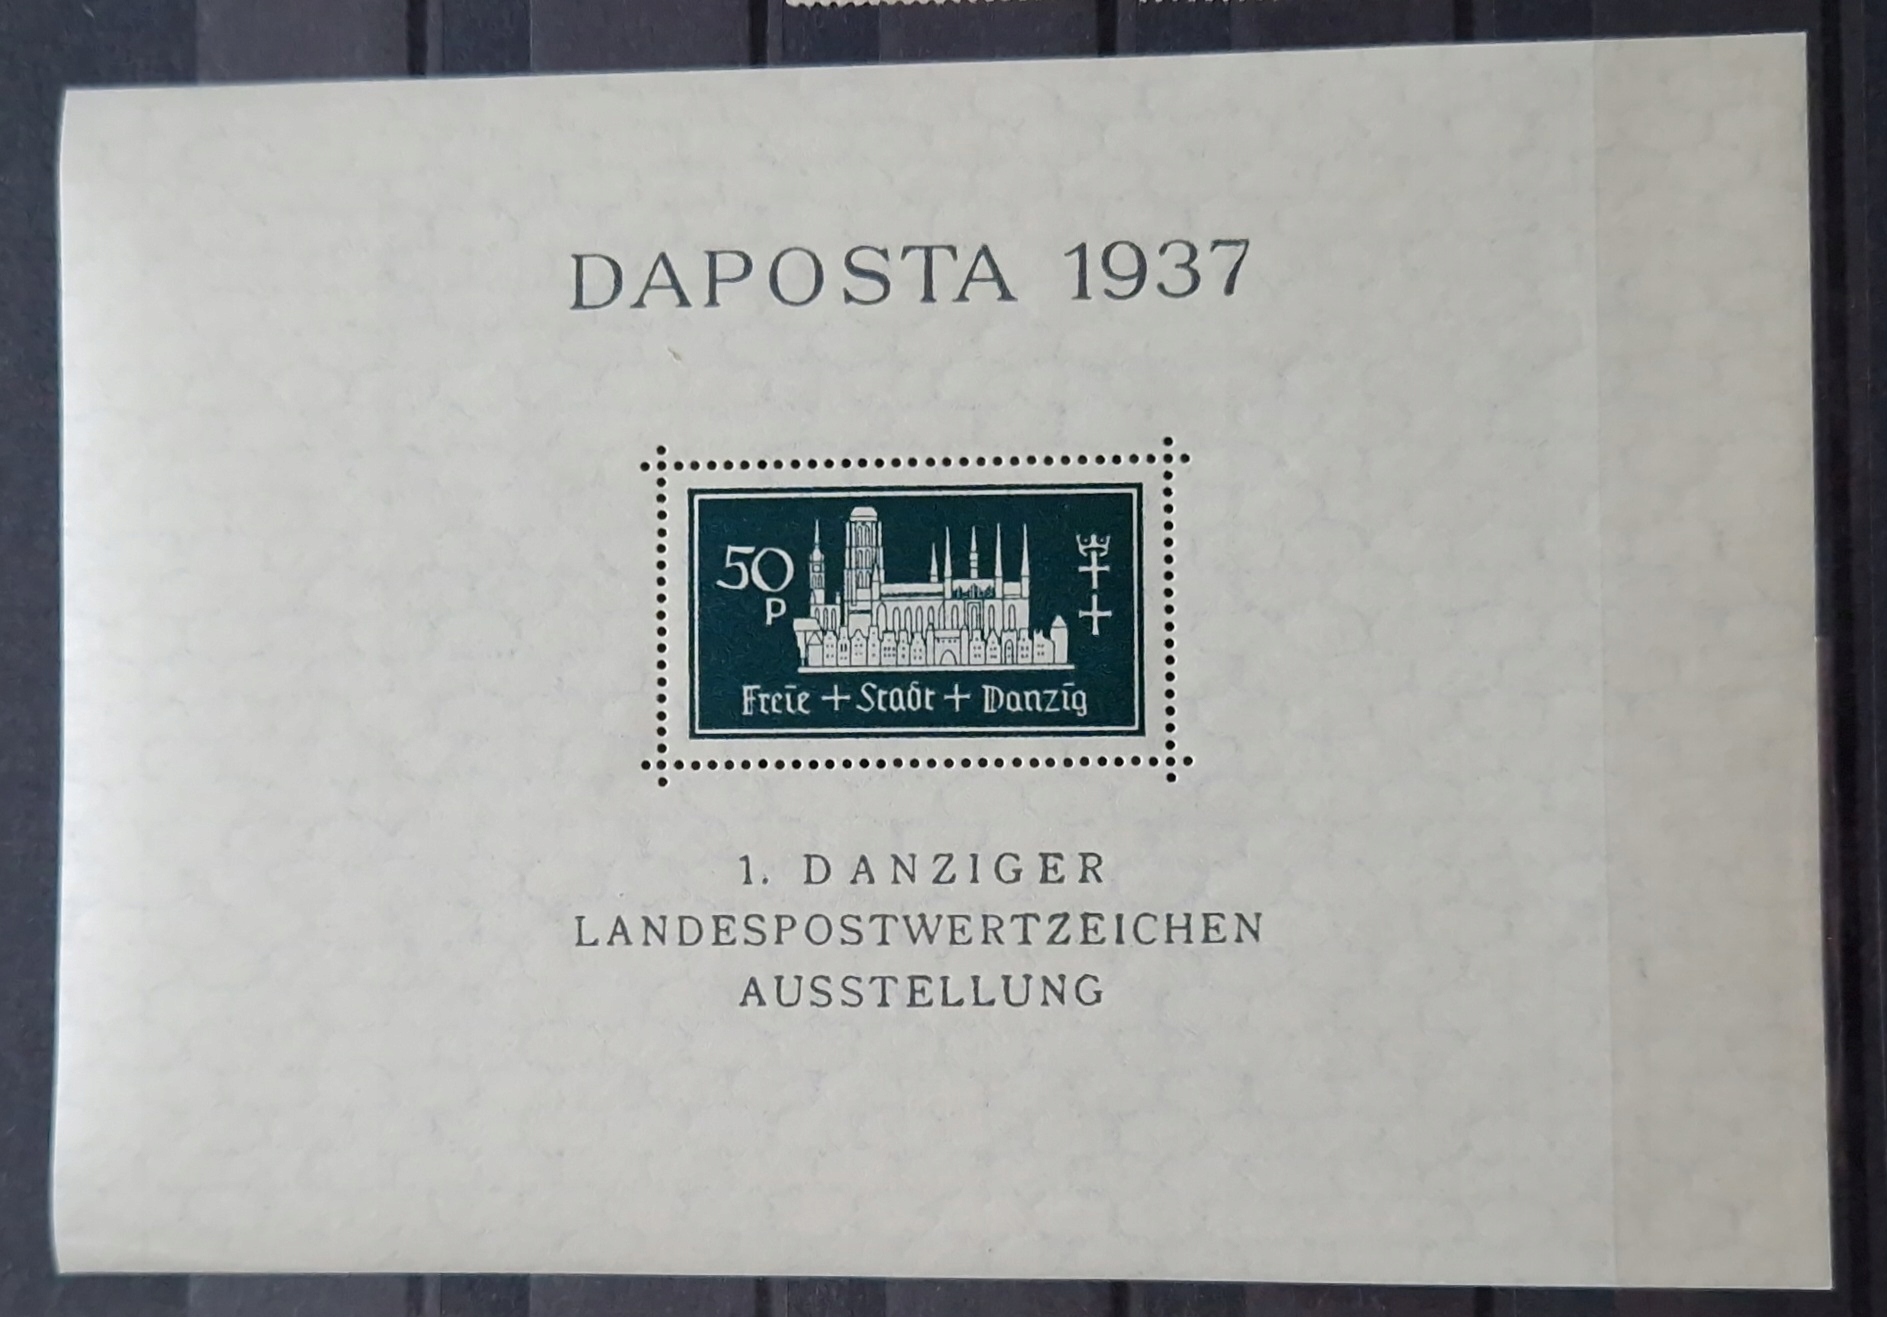 DAPOSTA 1937
50
P
Freie + Stadt + Danzig
1. DANZIGER
LANDESPOSTWERTZEICHEN
AUSSTELLUNG